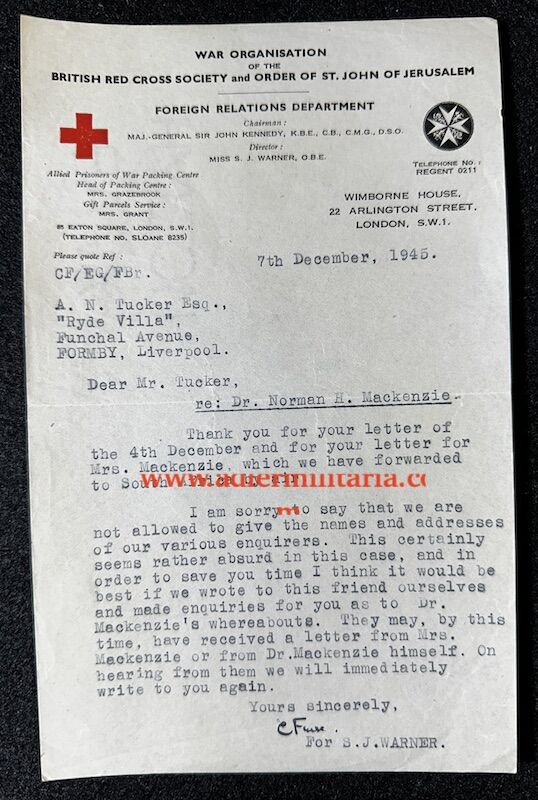 WAR ORGANISATION
OF THE
BRITISH RED CROSS SOCIETY and ORDER OF ST. JOHN OF JERUSALEM
FOREIGN RELATIONS DEPARTMENT
Chairman:
MAJ.-GENERAL SIR JOHN KENNEDY, K.B.E., C.B., C.M.G., D.S.O.
Director:
MISS S. J. WARNER, O.B.E.
Allied Prisoners of War Packing Centre
Head of Packing Centre:
MRS. GRAZEBROOK
Gift Parcels Service:
MRS. GRANT
85 EATON SQUARE, LONDON, S.W.1.
(TELEPHONE NO. SLOANE 8235)
TELEPHONE NO.:
REGENT 0211
WIMBORNE HOUSE,
22 ARLINGTON STREET,
LONDON, S.W.1.
Please quote Ref:
CF/EG/FBr.
7th December, 1945.
A. N. Tucker Esq.,
"Ryde Villa",
Funchal Avenue,
FORMBY, Liverpool.
Dear Mr. Tucker,
re: Dr. Norman H. Mackenzie.
Thank you for your letter of
the 4th December and for your letter for
Mrs. Mackenzie, which we have forwarded
to South by air.
I am sorry to say that we are
not allowed to give the names and addresses
of our various enquirers. This certainly
seems rather absurd in this case, and in
order to save you time I think it would be
best if we wrote to this friend ourselves
and made enquiries for you as to Dr.
Mackenzie's whereabouts. They may, by this
time, have received a letter from Mrs.
Mackenzie or from Dr.Mackenzie himself. On
hearing from them we will immediately
write to you again.
Yours sincerely,
For S.J.WARNER.